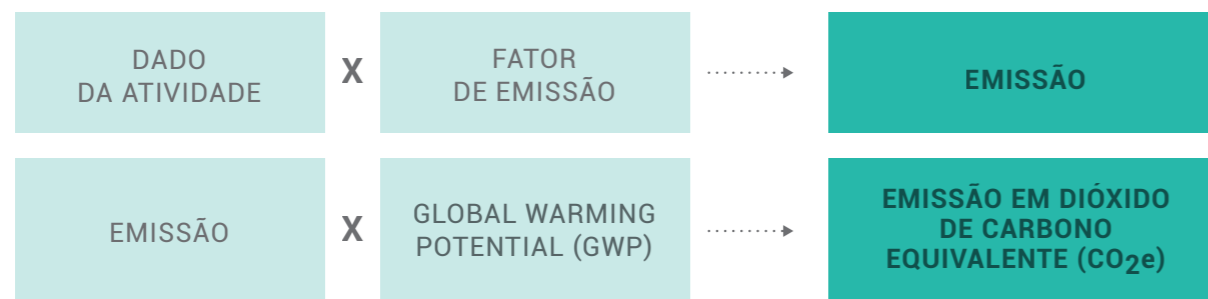 DADO
DA ATIVIDADE
X
FATOR
DE EMISSÃO
EMISSÃO
EMISSÃO
X
GLOBAL WARMING
POTENTIAL (GWP)
EMISSÃO EM DIÓXIDO
DE CARBONO
EQUIVALENTE (CO2e)